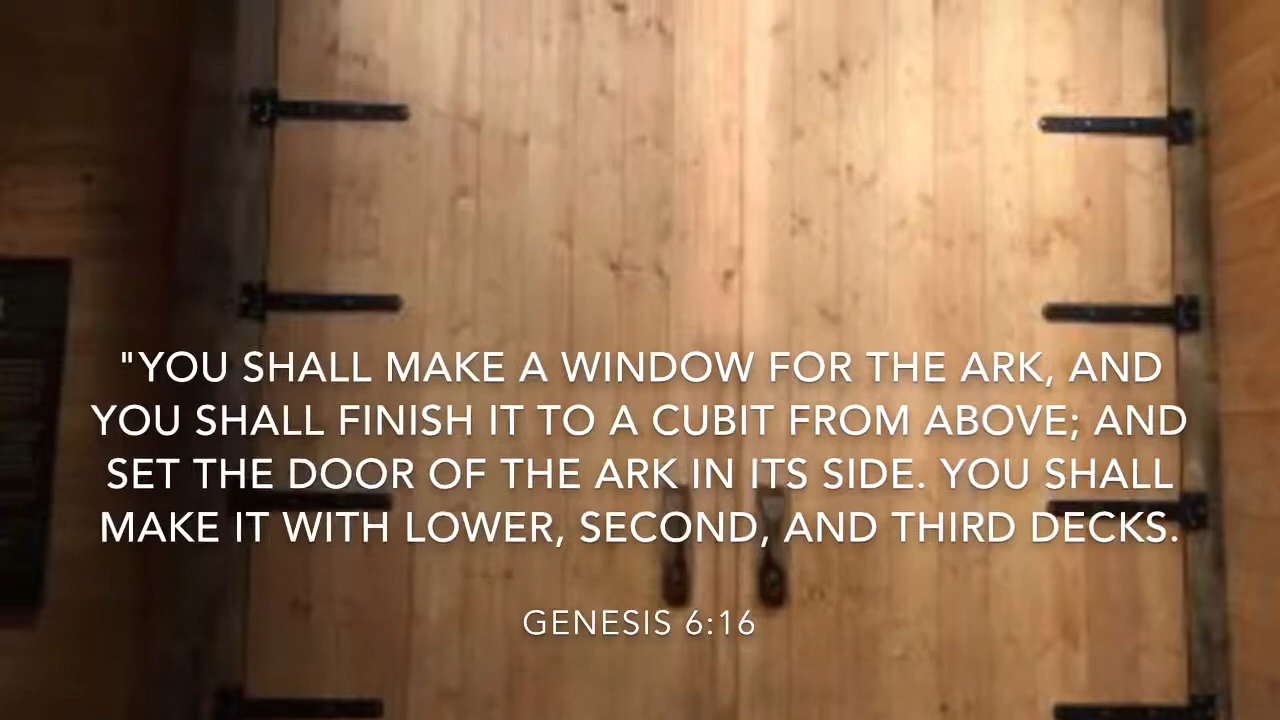 "YOU SHALL MAKE A WINDOW FOR THE ARK, AND
YOU SHALL FINISH IT TO A CUBIT FROM ABOVE; AND
SET THE DOOR OF THE ARK IN ITS SIDE. YOU SHALL
MAKE IT WITH LOWER, SECOND, AND THIRD DECKS.
GENESIS 6:16